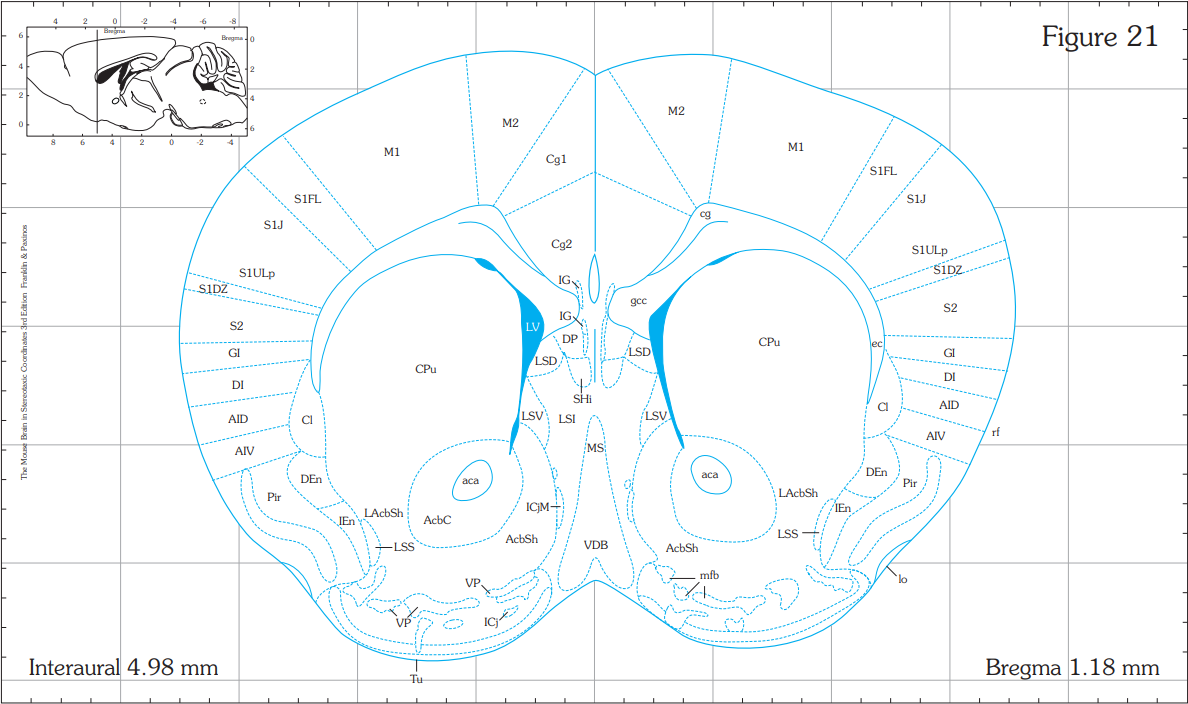 Figure 21
4 2 0 -2 -4 -6 -8
Bregma
Bregma
6
4
2
0
0
2
4
6
8 6 4 2 0 -2 -4
The Mouse Brain in Stereotaxic Coordinates 3rd Edition Franklin & Paxinos
M2
M2
M1
M1
Cg1
S1FL
S1FL
S1J
S1J
cg
Cg2
S1ULp
S1ULp
S1DZ
S1DZ
IG
gcc
S2
S2
IG
LV
DP
CPu
CPu
ec
GI
GI
LSD
LSD
DI
DI
SHi
AID
AID
Cl
Cl
LSV
LSI
LSV
rf
AIV
AIV
MS
DEn
DEn
aca
aca
Pir
Pir
LAcbSh
LAcbSh
IEn
IEn
AcbC
ICjM
LSS
LSS
AcbSh
AcbSh
VDB
mfb
lo
VP
VP
ICj
Tu
Interaural 4.98 mm
Bregma 1.18 mm